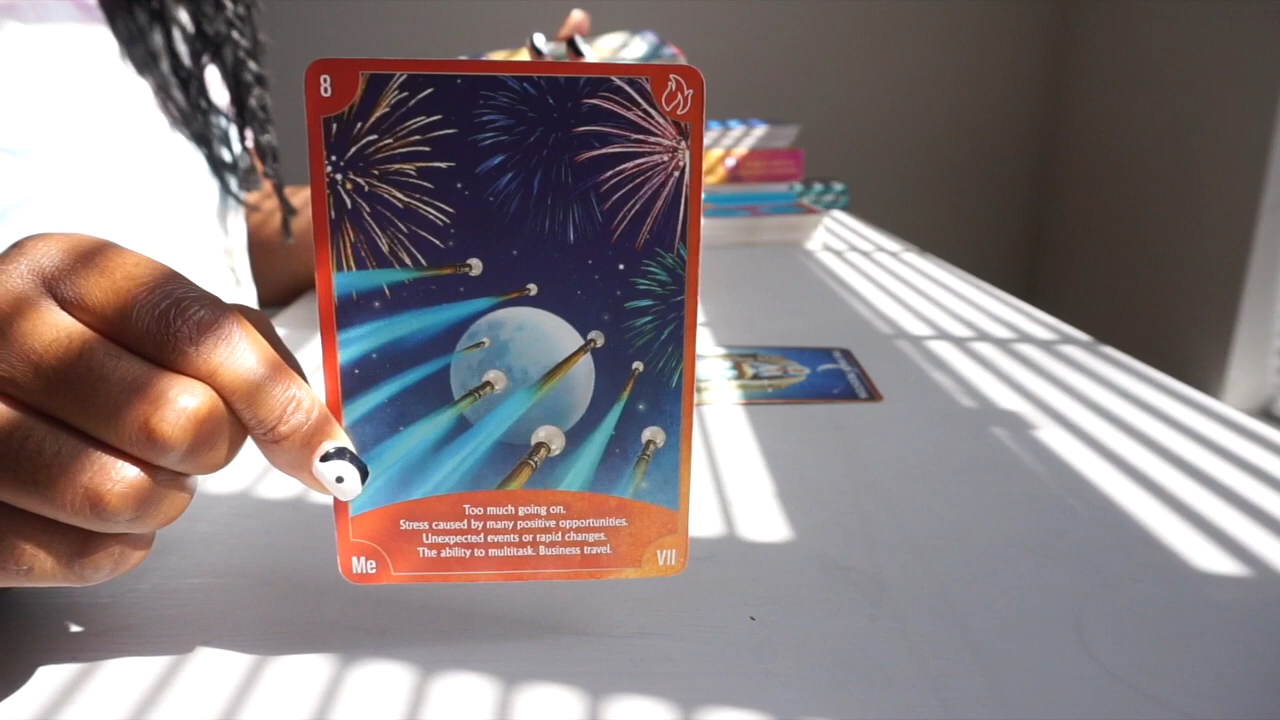 8
Too much going on.
Stress caused by many positive opportunities.
Unexpected events or rapid changes.
The ability to multitask. Business travel.
Me
VII